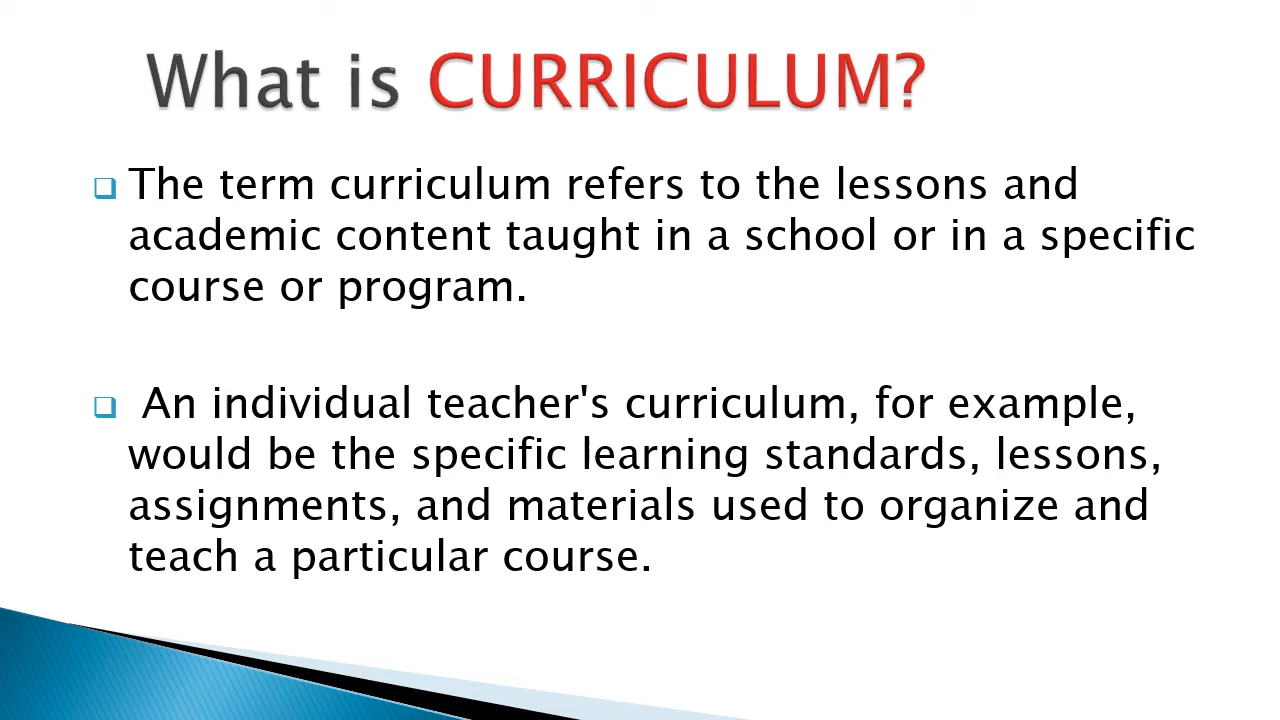 What is CURRICULUM?
The term curriculum refers to the lessons and
academic content taught in a school or in a specific
course or program.
An individual teacher's curriculum, for example,
would be the specific learning standards, lessons,
assignments, and materials used to organize and
teach a particular course.